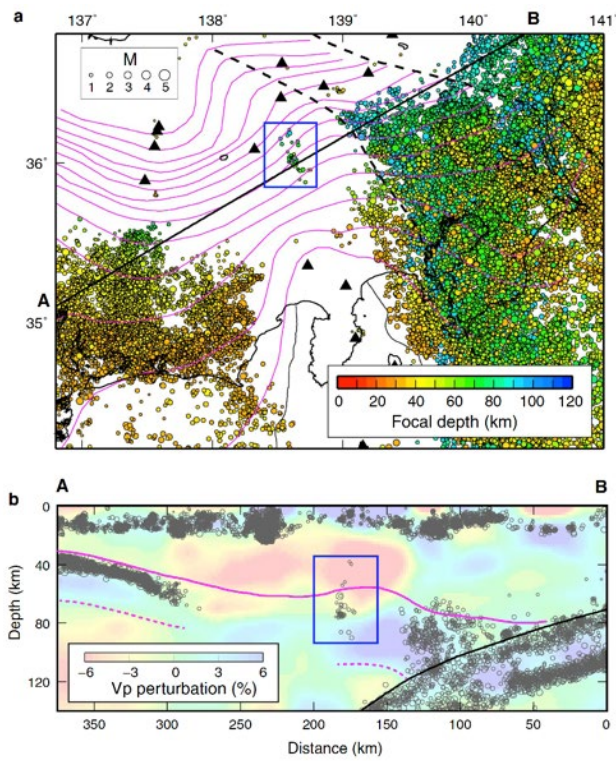 a
137˚ 138˚ 139˚ 140˚ 141˚
B
M
1 2 3 4 5
36˚
35˚
A
0 20 40 60 80 100 120
Focal depth (km)
b
A B
0
40
80
120
Depth (km)
−6 −3 0 3 6
Vp perturbation (%)
350 300 250 200 150 100 50 0
Distance (km)